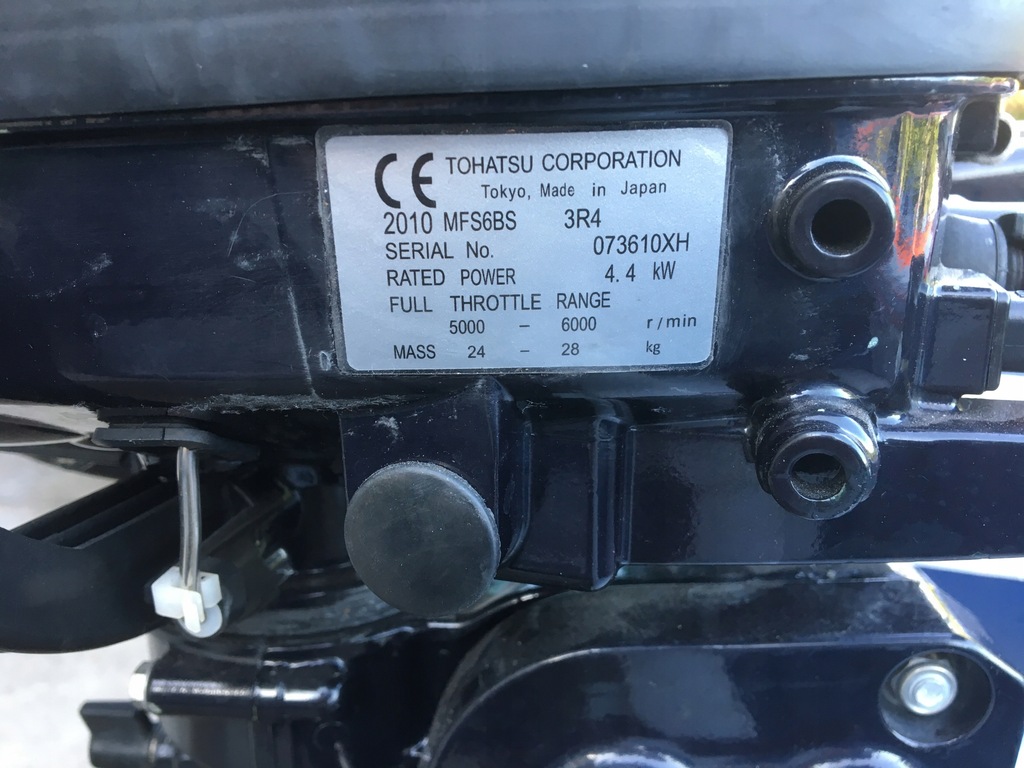 CE TOHATSU CORPORATION
Tokyo, Made in Japan
2010 MFS6BS 3R4
SERIAL No. 073610XH
RATED POWER 4.4 kW
FULL THROTTLE RANGE
5000 – 6000 r/min
MASS 24 – 28 kg